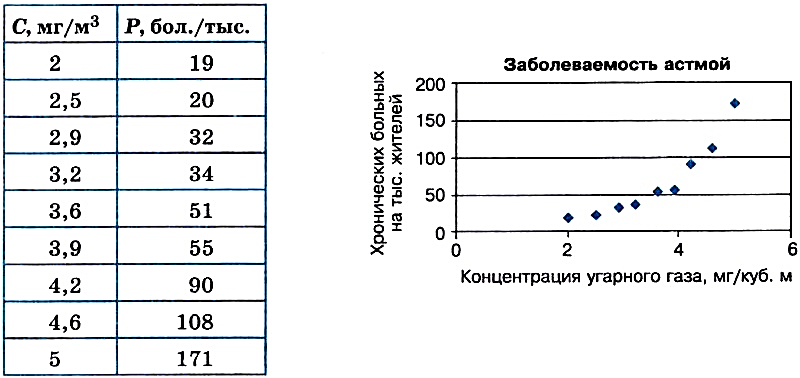 C, мг/м³ P, бол./тыс.
2 19
2,5 20
2,9 32
3,2 34
3,6 51
3,9 55
4,2 90
4,6 108
5 171
Заболеваемость астмой
Хронических больных
на тыс. жителей
200
150
100
50
0
0 2 4 6
Концентрация угарного газа, мг/куб. м